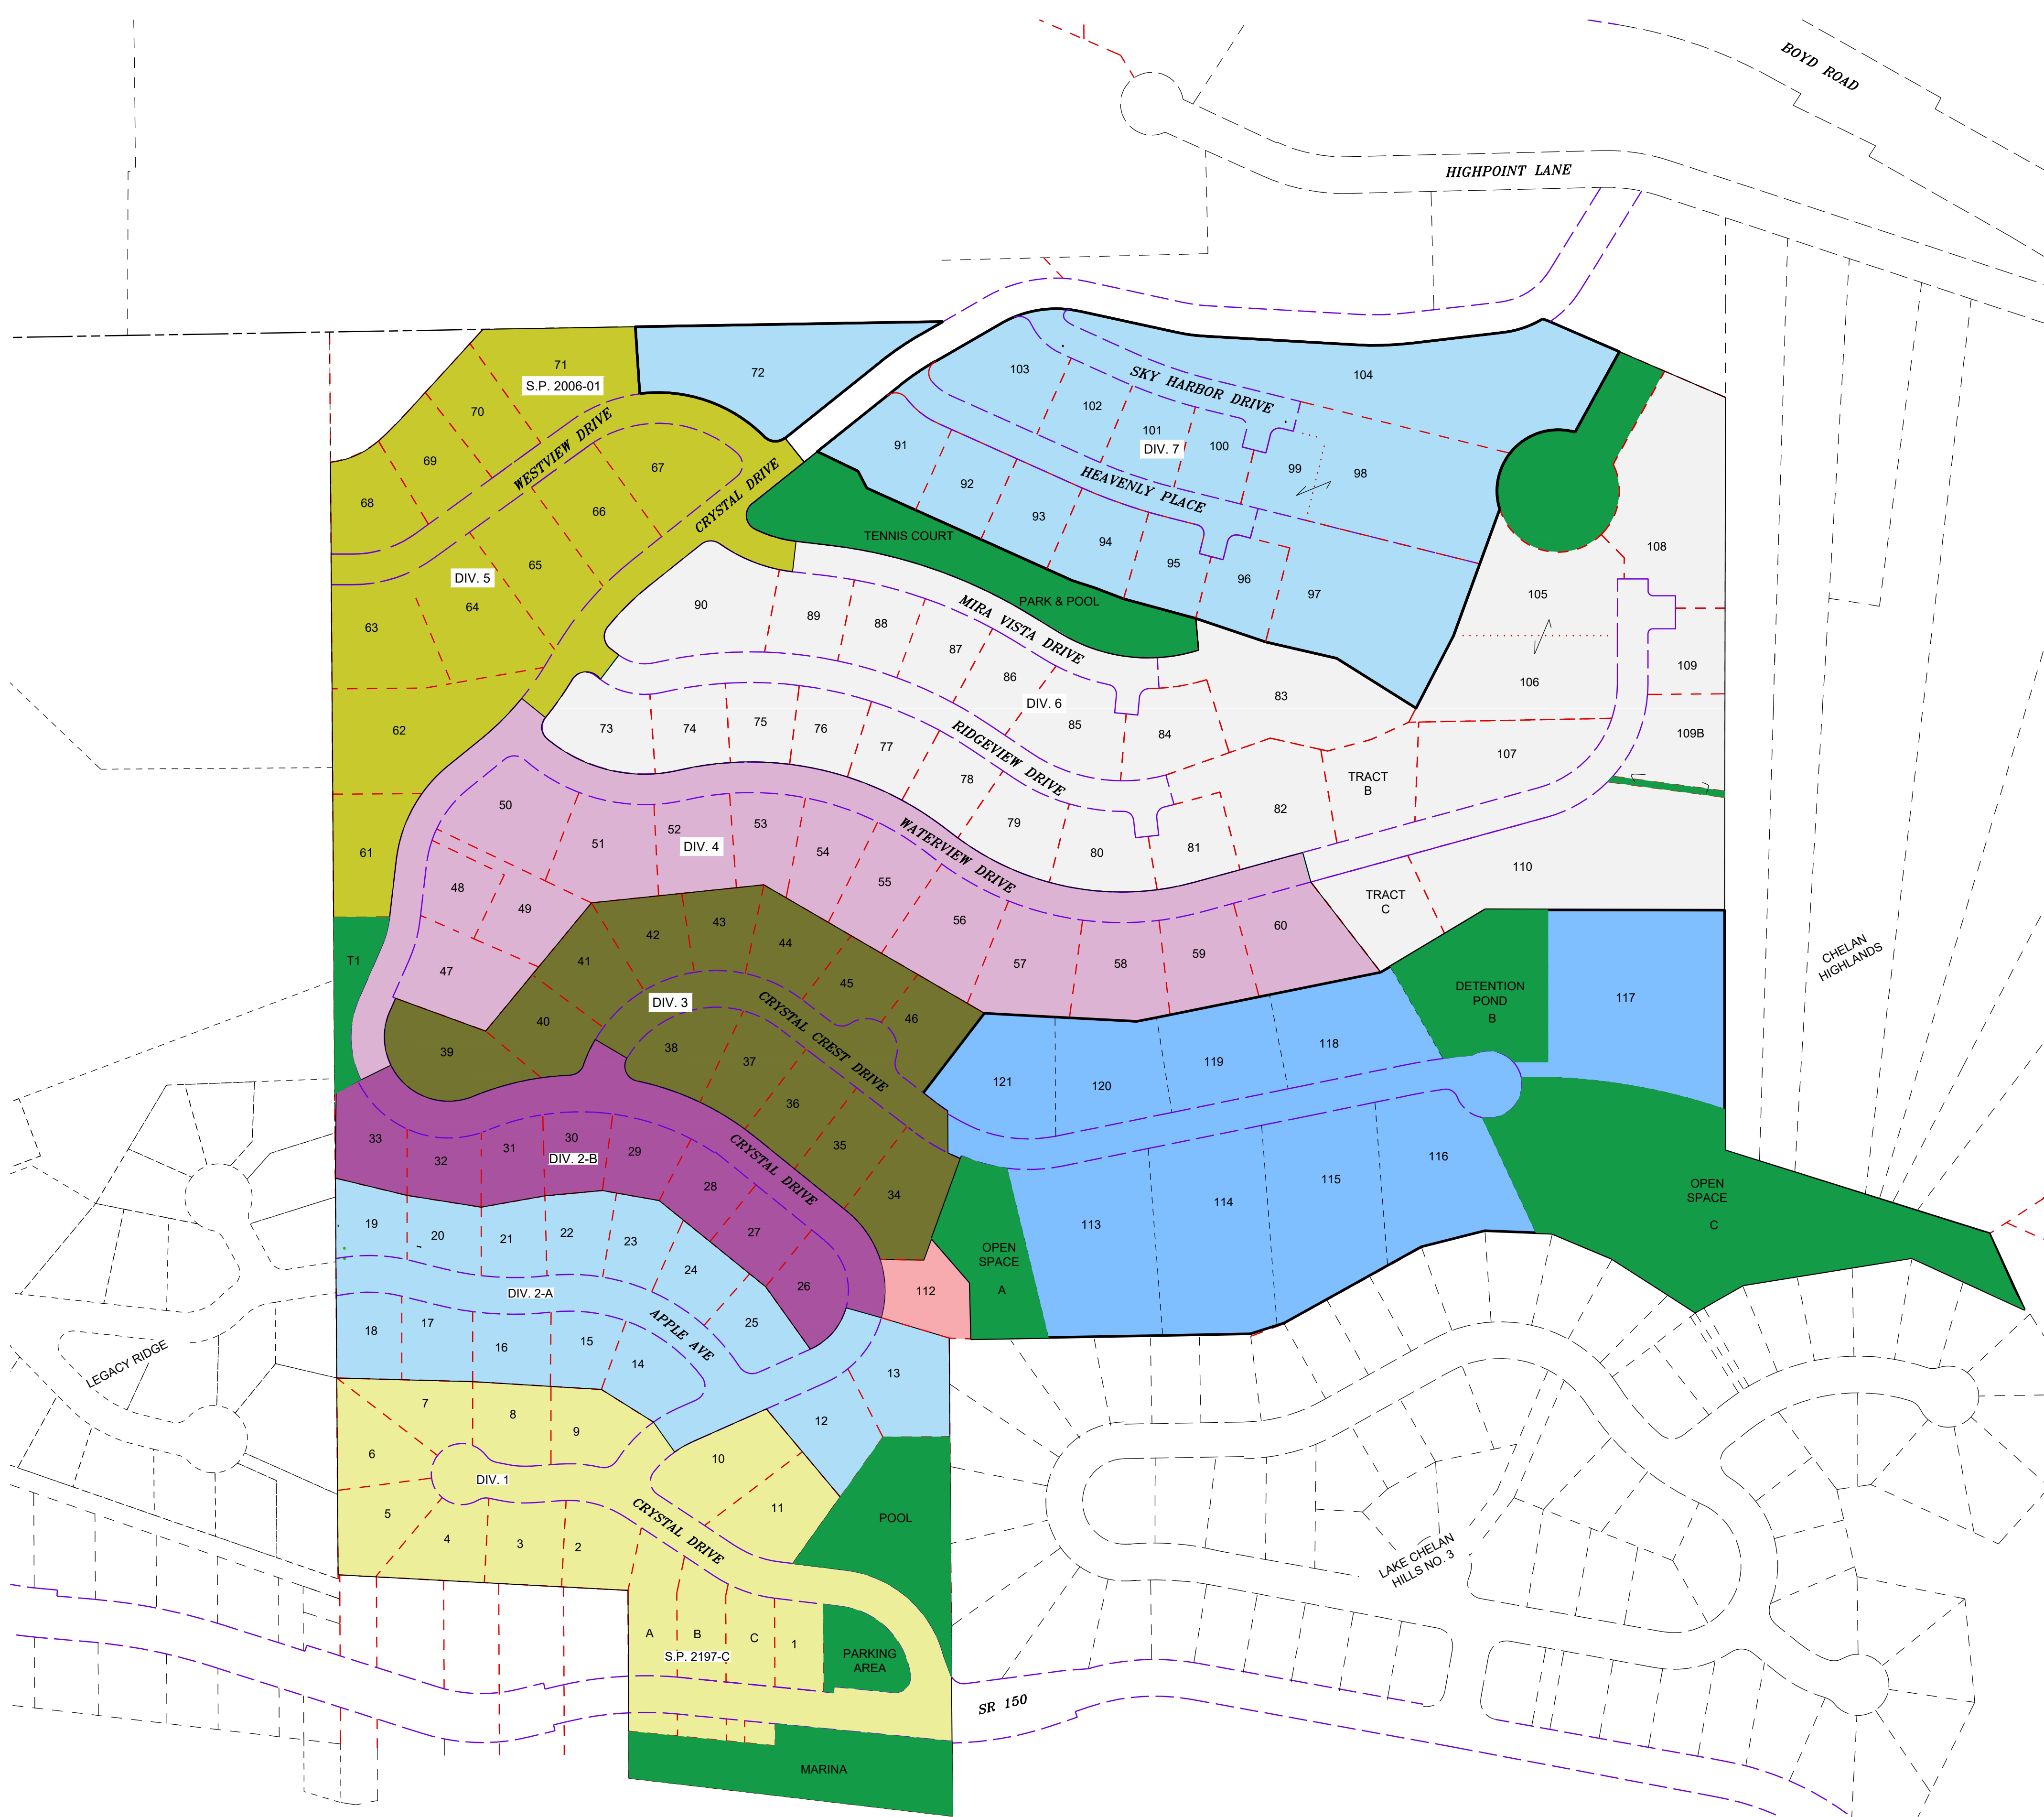 BOYD ROAD
HIGHPOINT LANE
71
S.P. 2006-01
72
70
103
SKY HARBOR DRIVE
104
102
WESTVIEW DRIVE
101
DIV. 7
100
69
67
91
99
98
68
66
CRYSTAL DRIVE
92
HEAVENLY PLACE
93
TENNIS COURT
94
108
65
95
DIV. 5
96
64
97
105
PARK & POOL
90
89
88
MIRA VISTA DRIVE
63
87
109
86
106
83
DIV. 6
62
73
74
75
76
85
84
109B
77
RIDGEVIEW DRIVE
107
78
TRACT
B
50
82
79
52
53
51
DIV. 4
54
81
61
80
WATERVIEW DRIVE
110
55
48
TRACT
C
49
56
43
60
42
44
CHELAN
HIGHLANDS
T1
41
59
47
57
58
45
DETENTION
POND
B
117
DIV. 3
46
CRYSTAL CREST DRIVE
40
118
38
39
37
119
121
120
36
33
30
31
29
35
32
DIV. 2-B
CRYSTAL DRIVE
116
28
115
OPEN
SPACE
C
34
114
19
113
27
20
21
22
23
OPEN
SPACE
A
24
26
112
DIV. 2-A
25
18
17
APPLE AVE
16
15
14
LEGACY RIDGE
13
7
8
12
9
6
10
DIV. 1
11
5
POOL
CRYSTAL DRIVE
4
3
2
LAKE CHELAN
HILLS NO. 3
A
B
C
1
S.P. 2197-C
PARKING
AREA
SR 150
MARINA